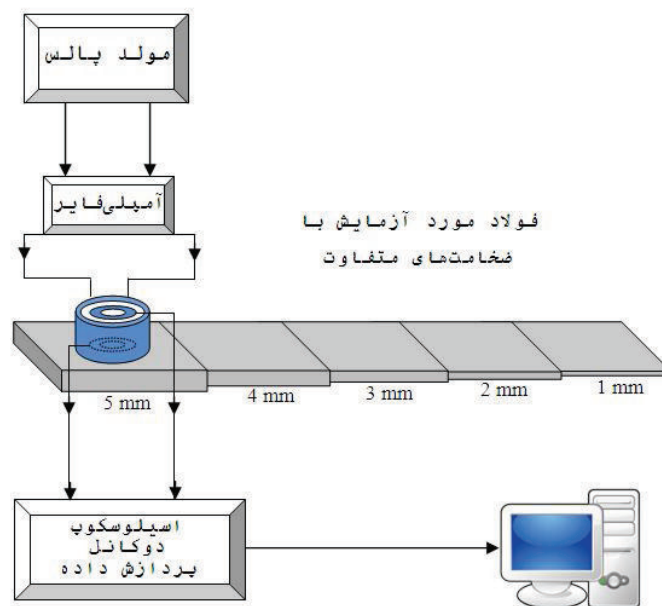 مولد پالس
آمپلی‌فایر
فولاد مورد آزمایش با
ضخامت‌های متفاوت
5 mm
4 mm
3 mm
2 mm
1 mm
اسیلوسکوپ
دوکانل
پردازش داده